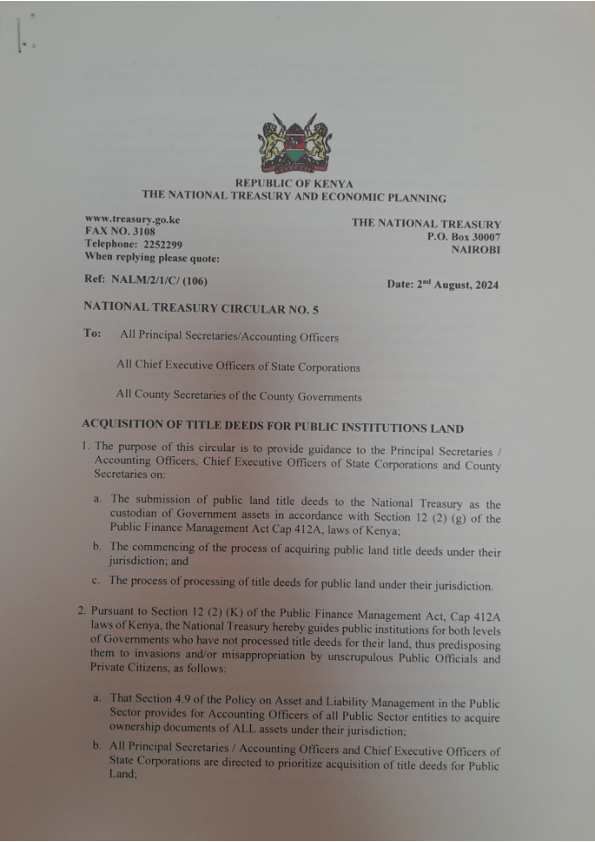 REPUBLIC OF KENYA
THE NATIONAL TREASURY AND ECONOMIC PLANNING
www.treasury.go.ke
FAX NO. 3108
Telephone: 2252299
When replying please quote:
THE NATIONAL TREASURY
P.O. Box 30007
NAIROBI
Ref: NALM/2/1/C/ (106)
Date: 2nd August, 2024
NATIONAL TREASURY CIRCULAR NO. 5
To: All Principal Secretaries/Accounting Officers
All Chief Executive Officers of State Corporations
All County Secretaries of the County Governments
ACQUISITION OF TITLE DEEDS FOR PUBLIC INSTITUTIONS LAND
1. The purpose of this circular is to provide guidance to the Principal Secretaries /
Accounting Officers, Chief Executive Officers of State Corporations and County
Secretaries on:
a. The submission of public land title deeds to the National Treasury as the
custodian of Government assets in accordance with Section 12 (2) (g) of the
Public Finance Management Act Cap 412A, laws of Kenya;
b. The commencing of the process of acquiring public land title deeds under their
jurisdiction; and
c. The process of processing of title deeds for public land under their jurisdiction.
2. Pursuant to Section 12 (2) (K) of the Public Finance Management Act, Cap 412A
laws of Kenya, the National Treasury hereby guides public institutions for both levels
of Governments who have not processed title deeds for their land, thus predisposing
them to invasions and/or misappropriation by unscrupulous Public Officials and
Private Citizens, as follows:
a. That Section 4.9 of the Policy on Asset and Liability Management in the Public
Sector provides for Accounting Officers of all Public Sector entities to acquire
ownership documents of ALL assets under their jurisdiction;
b. All Principal Secretaries / Accounting Officers and Chief Executive Officers of
State Corporations are directed to prioritize acquisition of title deeds for Public
Land;